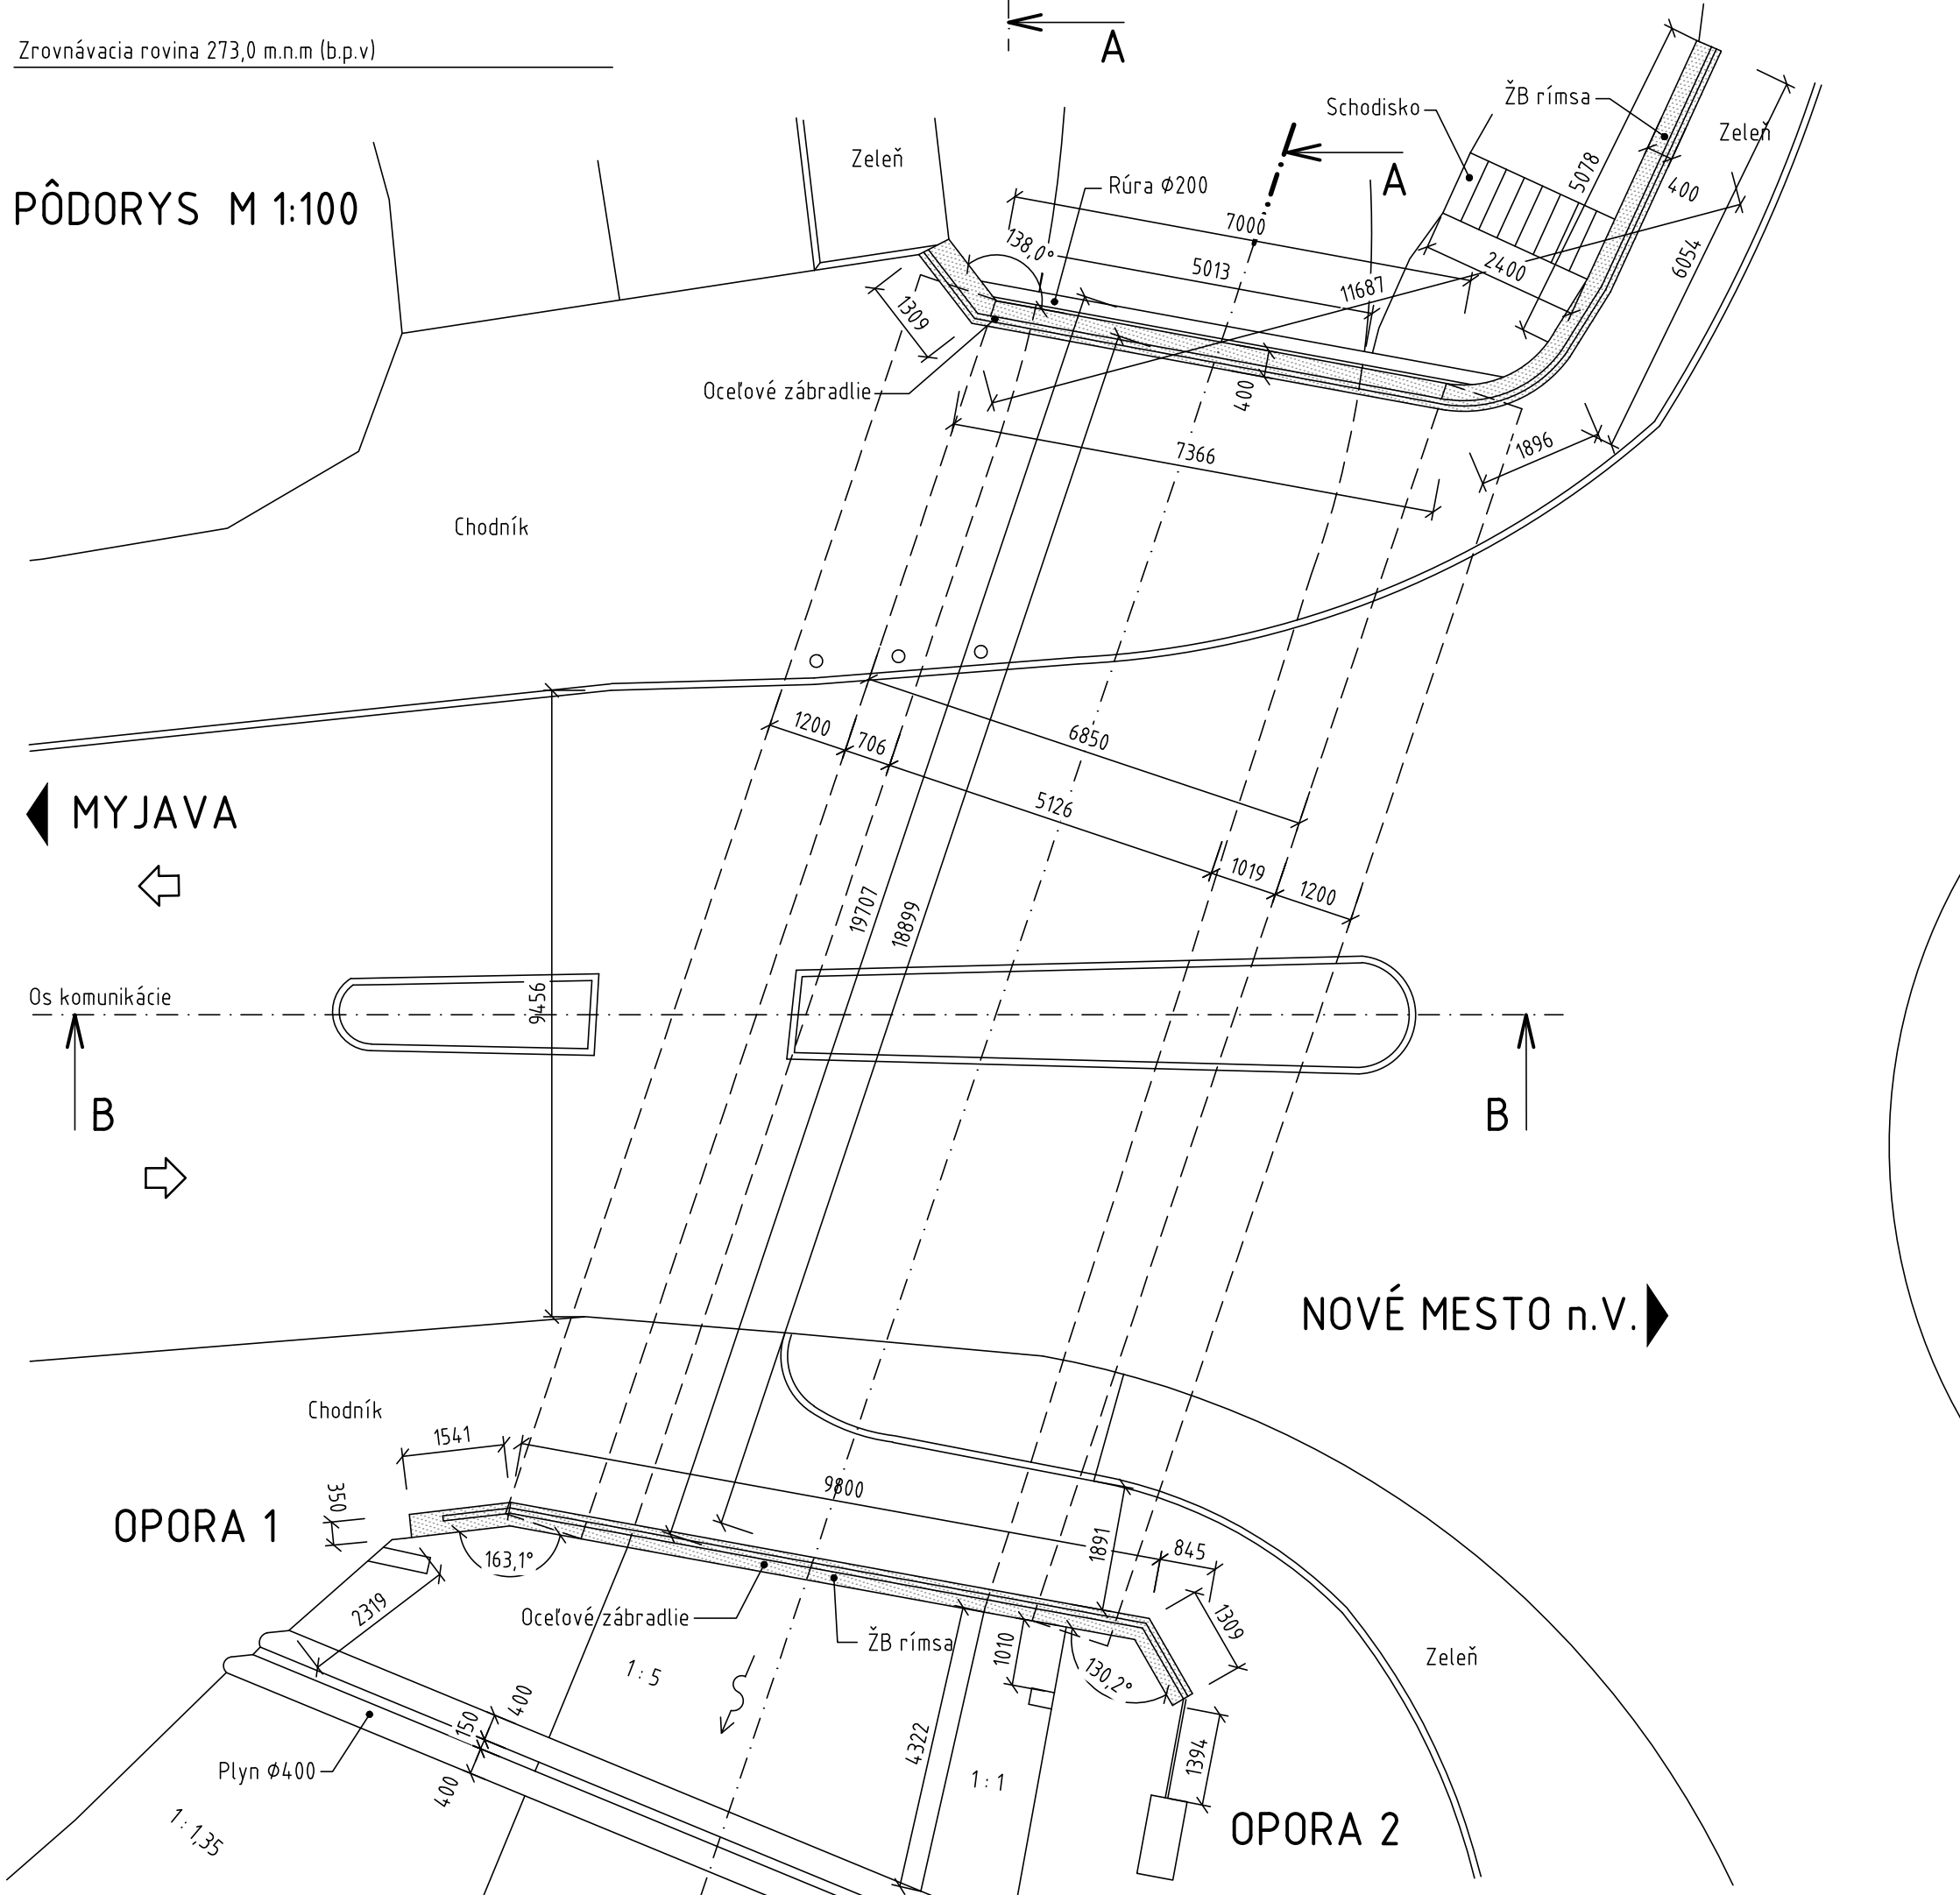 Zrovnávacia rovina 273,0 m.n.m (b.p.v)
A
PÔDORYS M 1:100
Zeleň
Schodisko
ŽB rímsa
Zeleň
5078
400
A
Rúra Ø200
7000
138,0°
5013
11687
2400
6054
1309
Oceľové zábradlie
400
7366
1896
Chodník
1200
706
6850
5126
1019
1200
MYJAVA
19707
18899
Os komunikácie
9456
B
B
NOVÉ MESTO n.V.
Chodník
1541
350
9800
OPORA 1
163,1°
1891
845
1309
2319
Oceľové zábradlie
ŽB rímsa
1010
130,2°
Zeleň
1:5
400
150
400
4322
1394
Plyn Ø400
1:1
1:1,35
OPORA 2